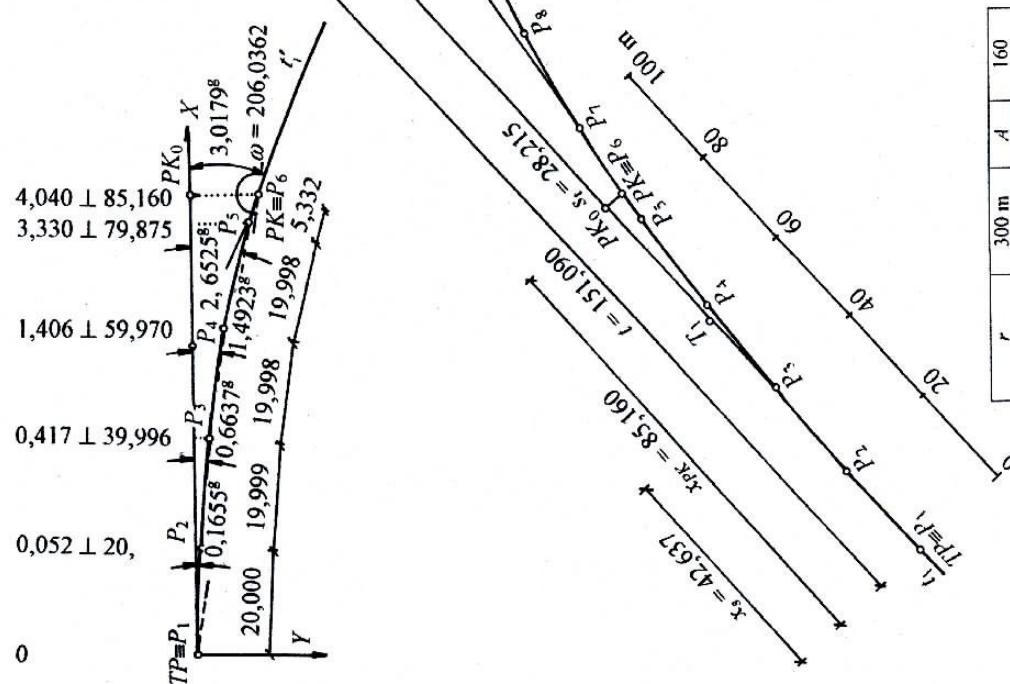 4,040 ⊥ 85,160
3,330 ⊥ 79,875
1,406 ⊥ 59,970
0,417 ⊥ 39,996
0,052 ⊥ 20,
0
TP≡P₁
P₂
P₃
P₄
P₅
PK≡P₆
PK₀
X
Y
t₁'
3,0179ᵍ
ω = 206,0362
2,6525ᵍ
1,4923ᵍ
0,6637ᵍ
0,1655ᵍ
20,000
19,999
19,998
19,998
5,332
P₈
P₇
PK≡P₆
P₅
P₄
P₃
P₂
TP≡P₁
t₁
T₁
PK₀
Sₜ = 28,215
t = 151,090
x_PK = 85,160
xₛ = 42,637
0
20
40
60
80
100 m
r
300 m
A
160